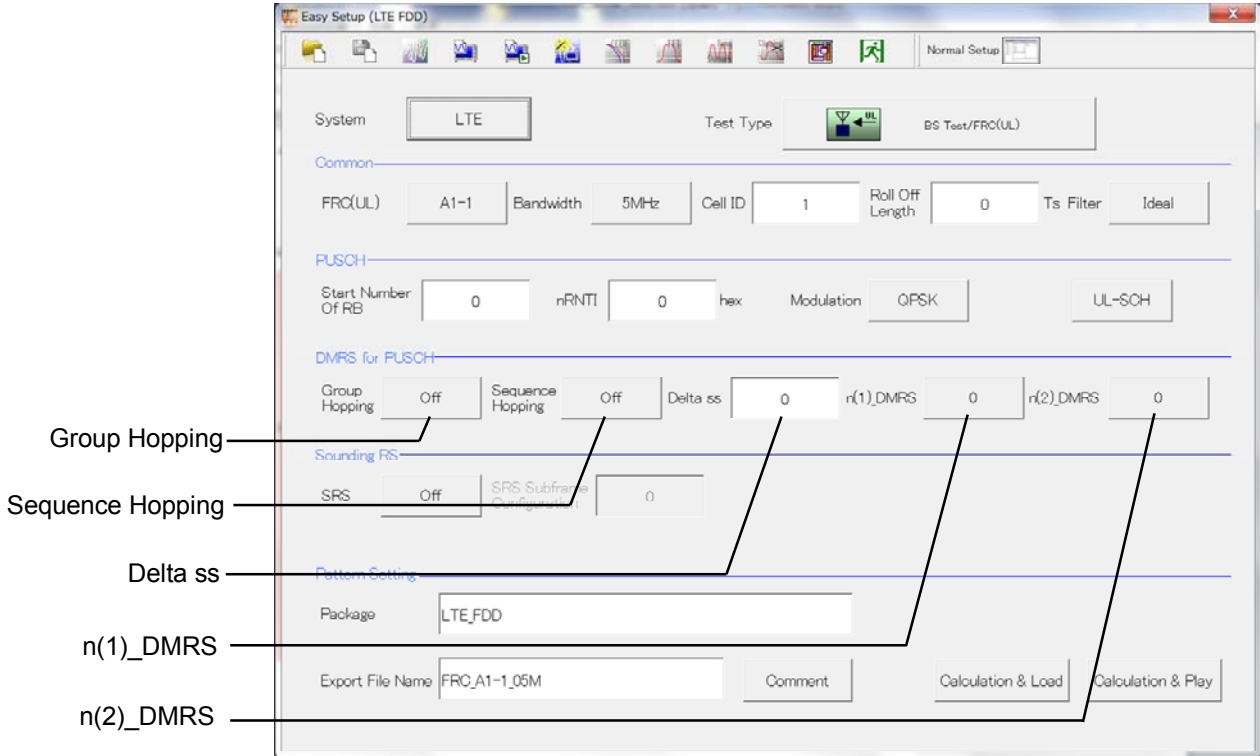 Easy Setup (LTE FDD)
Normal Setup
System LTE Test Type UL BS Test/FRC(UL)
Common
FRC(UL) A1-1 Bandwidth 5MHz Cell ID 1 Roll Off Length 0 Ts Filter Ideal
PUSCH
Start Number Of RB 0 nRNTI 0 hex Modulation QPSK UL-SCH
DMRS for PUSCH
Group Hopping Off Sequence Hopping Off Delta ss 0 n(1)_DMRS 0 n(2)_DMRS 0
Group Hopping
Sounding RS
SRS Off SRS Subframe Configuration 0
Sequence Hopping
Delta ss
Pattern Setting
Package LTE_FDD
n(1)_DMRS
Export File Name FRC_A1-1_05M Comment Calculation & Load Calculation & Play
n(2)_DMRS